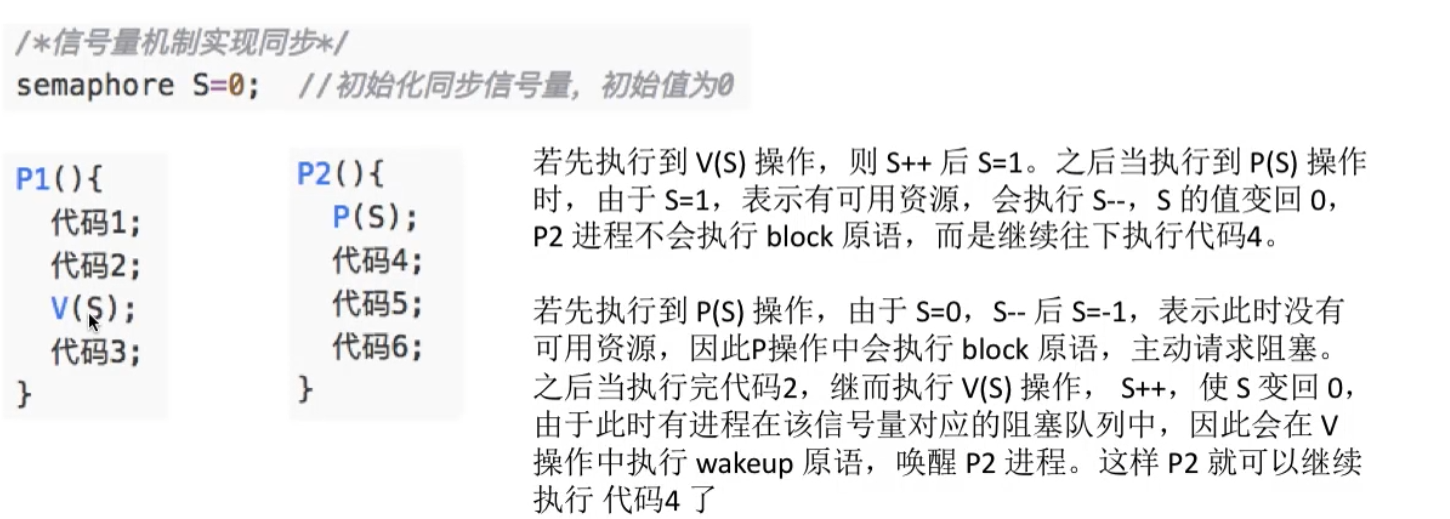 /*信号量机制实现同步*/
semaphore S=0;  //初始化同步信号量，初始值为0
P1(){
代码1;
代码2;
V(S);
代码3;
}
P2(){
P(S);
代码4;
代码5;
代码6;
}
若先执行到 V(S) 操作，则 S++ 后 S=1。之后当执行到 P(S) 操作
时，由于 S=1，表示有可用资源，会执行 S--，S 的值变回 0，
P2 进程不会执行 block 原语，而是继续往下执行代码4。
若先执行到 P(S) 操作，由于 S=0，S-- 后 S=-1，表示此时没有
可用资源，因此P操作中会执行 block 原语，主动请求阻塞。
之后当执行完代码2，继而执行 V(S) 操作， S++，使 S 变回 0，
由于此时有进程在该信号量对应的阻塞队列中，因此会在 V
操作中执行 wakeup 原语，唤醒 P2 进程。这样 P2 就可以继续
执行 代码4 了